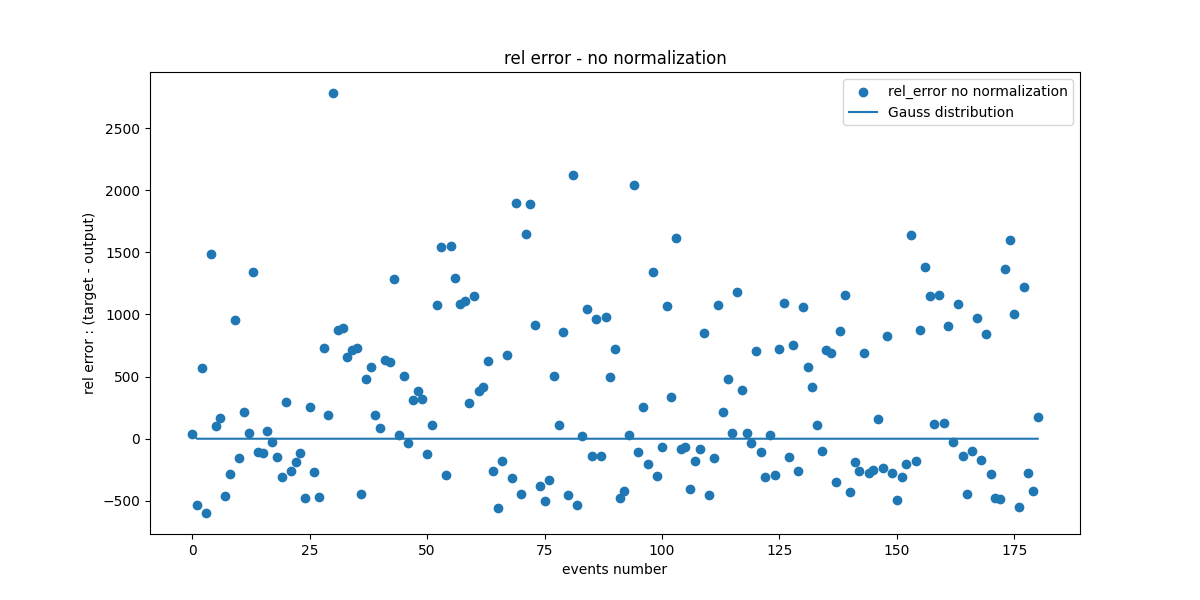 rel error - no normalization
rel_error no normalization
Gauss distribution
2500
2000
1500
1000
500
0
−500
rel error : (target - output)
0 25 50 75 100 125 150 175
events number